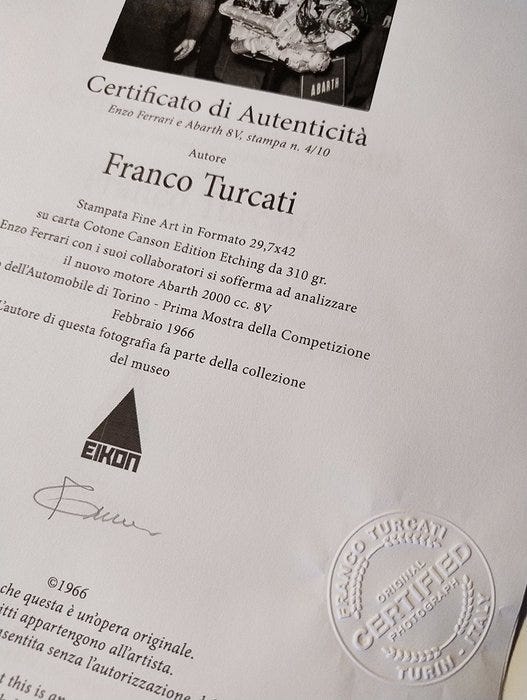 ABARTH
Certificato di Autenticità
Enzo Ferrari e Abarth 8V, stampa n. 4/10
Autore
Franco Turcati
Stampata Fine Art in Formato 29,7x42
su carta Cotone Canson Edition Etching da 310 gr.
Enzo Ferrari con i suoi collaboratori si sofferma ad analizzare
il nuovo motore Abarth 2000 cc. 8V
dell'Automobile di Torino - Prima Mostra della Competizione
Febbraio 1966
L'autore di questa fotografia fa parte della collezione
del museo
EIKON
©1966
che questa è un'opera originale.
itti appartengono all'artista.
nsentita senza l'autorizzazione
t this is an
FRANCO TURCATI
ORIGINAL
CERTIFIED
PHOTOGRAPH
TURIN - ITALY